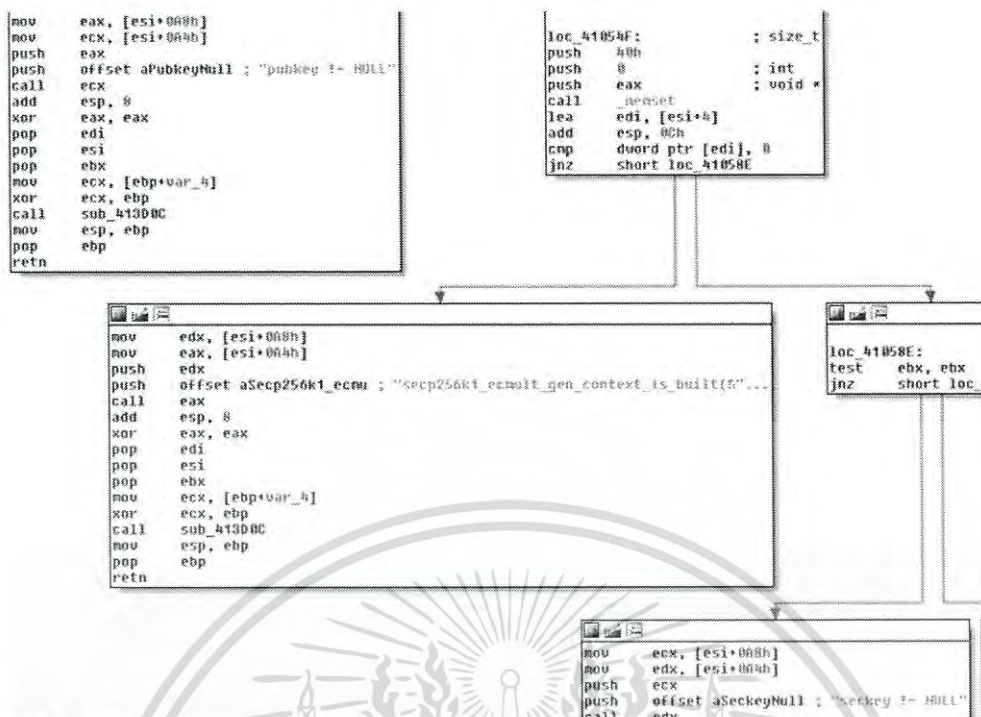 mov eax, [esi+0A8h]
mov ecx, [esi+0A4h]
push eax
push offset aPubkeyNull ; "pubkey != NULL"
call ecx
add esp, 8
xor eax, eax
pop edi
pop esi
pop ebx
mov ecx, [ebp+var_4]
xor ecx, ebp
call sub_413D0C
mov esp, ebp
pop ebp
retn
loc_41054F: ; size_t
push 40h
push 0 ; int
push eax ; void *
call _memset
lea edi, [esi+4]
add esp, 0Ch
cmp dword ptr [edi], 0
jnz short loc_41058E
mov edx, [esi+0A8h]
mov eax, [esi+0A4h]
push edx
push offset aSecp256k1_ecmu ; "secp256k1_ecmult_gen_context_is_built(&"...
call eax
add esp, 8
xor eax, eax
pop edi
pop esi
pop ebx
mov ecx, [ebp+var_4]
xor ecx, ebp
call sub_413D0C
mov esp, ebp
pop ebp
retn
loc_41058E:
test ebx, ebx
jnz short loc_
mov ecx, [esi+0A8h]
mov edx, [esi+0A4h]
push ecx
push offset aSeckeyNull ; "seckey != NULL"
call edx